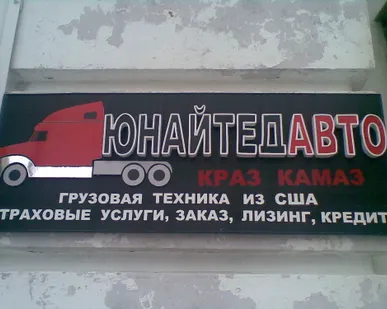 ЮНАЙТЕДАВТО
КРАЗ КАМАЗ
ГРУЗОВАЯ ТЕХНИКА ИЗ США
ТРАХОВЫЕ УСЛУГИ, ЗАКАЗ, ЛИЗИНГ, КРЕДИТ